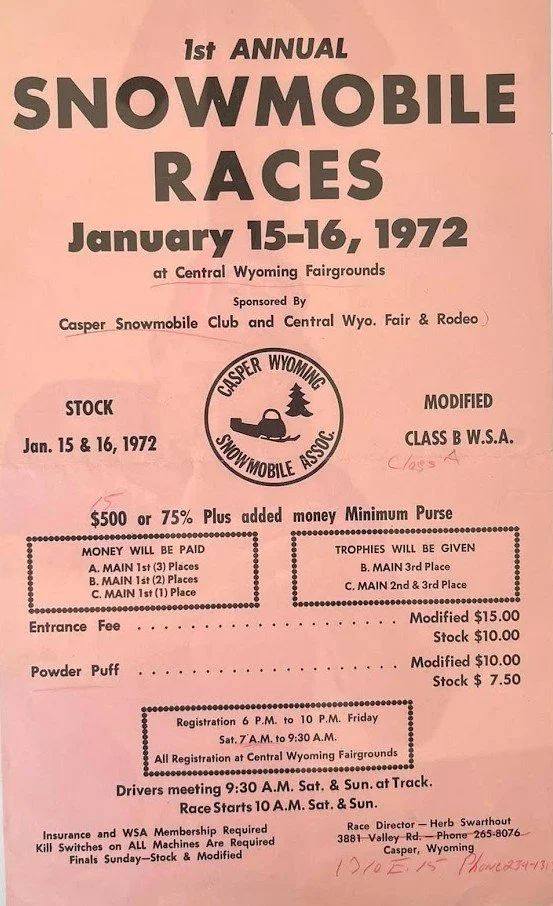 1st ANNUAL
SNOWMOBILE
RACES
January 15-16, 1972
at Central Wyoming Fairgrounds
Sponsored By
Casper Snowmobile Club and Central Wyo. Fair & Rodeo
CASPER WYOMING
SNOWMOBILE ASSOC.
STOCK
Jan. 15 & 16, 1972
MODIFIED
CLASS B W.S.A.
Class A
15
$500 or 75% Plus added money Minimum Purse
MONEY WILL BE PAID
A. MAIN 1st (3) Places
B. MAIN 1st (2) Places
C. MAIN 1st (1) Place
TROPHIES WILL BE GIVEN
B. MAIN 3rd Place
C. MAIN 2nd & 3rd Place
Entrance Fee . . . . . . . . . . . . . . . . . . . . Modified $15.00
Stock $10.00
Powder Puff . . . . . . . . . . . . . . . . . . . . Modified $10.00
Stock $ 7.50
Registration 6 P.M. to 10 P.M. Friday
Sat. 7 A.M. to 9:30 A.M.
All Registration at Central Wyoming Fairgrounds
Drivers meeting 9:30 A.M. Sat. & Sun. at Track.
Race Starts 10 A.M. Sat. & Sun.
Insurance and WSA Membership Required
Kill Switches on ALL Machines Are Required
Finals Sunday—Stock & Modified
Race Director — Herb Swarthout
3881 Valley Rd. — Phone 265-8076
Casper, Wyoming
1310 E. 15 Phone 234-131